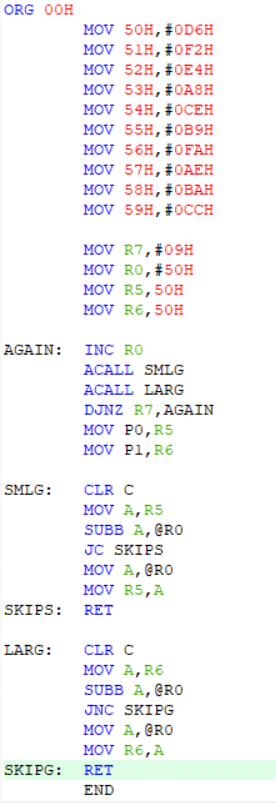 ORG 00H
MOV 50H,#0D6H
MOV 51H,#0F2H
MOV 52H,#0E4H
MOV 53H,#0A8H
MOV 54H,#0CEH
MOV 55H,#0B9H
MOV 56H,#0FAH
MOV 57H,#0AEH
MOV 58H,#0BAH
MOV 59H,#0CCH
MOV R7,#09H
MOV R0,#50H
MOV R5,50H
MOV R6,50H
AGAIN: INC R0
ACALL SMLG
ACALL LARG
DJNZ R7,AGAIN
MOV P0,R5
MOV P1,R6
SMLG: CLR C
MOV A,R5
SUBB A,@R0
JC SKIPS
MOV A,@R0
MOV R5,A
SKIPS: RET
LARG: CLR C
MOV A,R6
SUBB A,@R0
JNC SKIPG
MOV A,@R0
MOV R6,A
SKIPG: RET
END